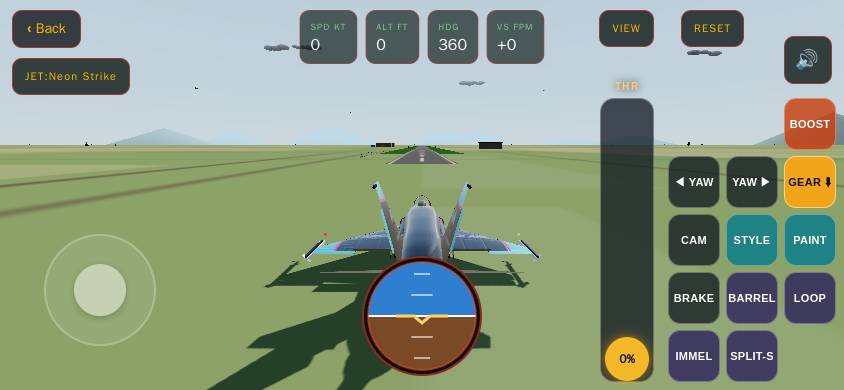 ‹ Back
SPD KT
0
ALT FT
0
HDG
360
VS FPM
+0
VIEW
RESET
JET:Neon Strike
THR
BOOST
◀ YAW
YAW ▶
GEAR ⬇
CAM
STYLE
PAINT
BRAKE
BARREL
LOOP
0%
IMMEL
SPLIT-S